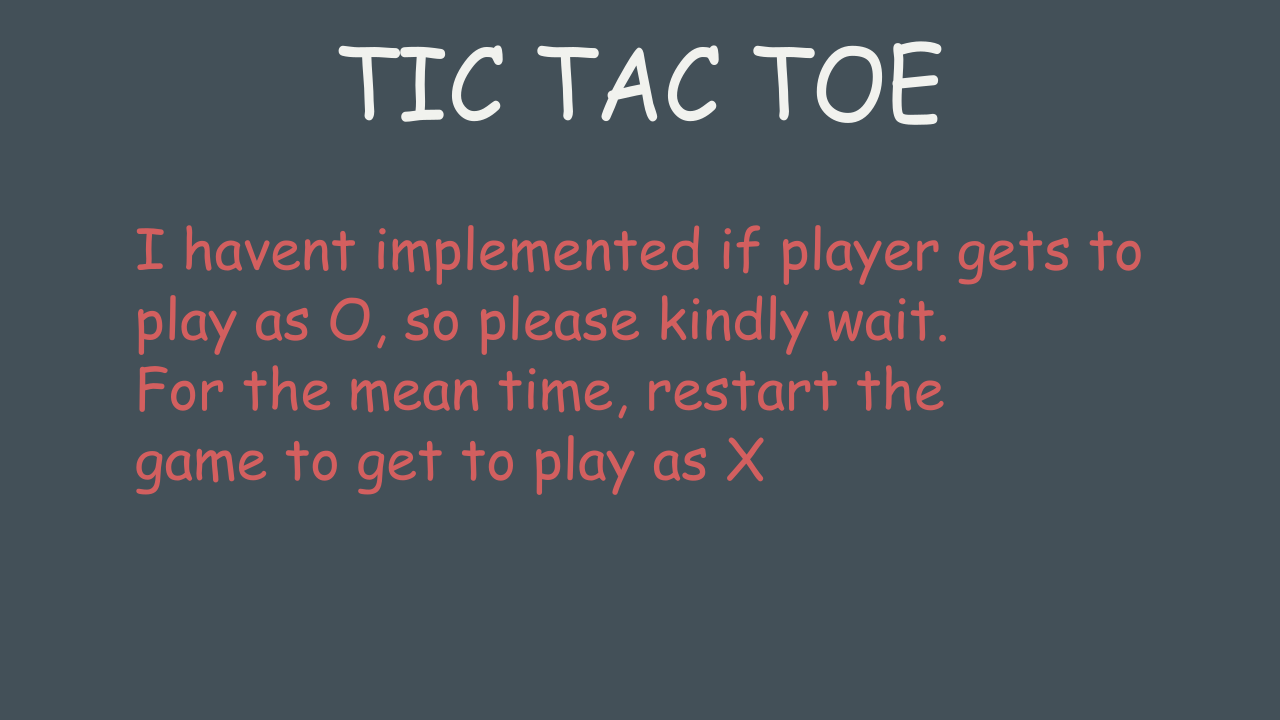 TIC TAC TOE
I havent implemented if player gets to
play as O, so please kindly wait.
For the mean time, restart the
game to get to play as X